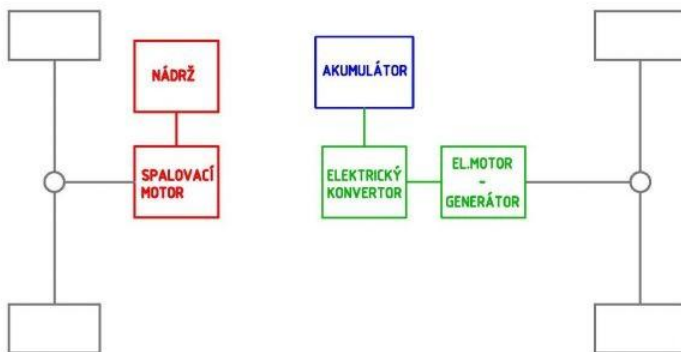 NÁDRŽ
AKUMULÁTOR
SPALOVACÍ
MOTOR
ELEKTRICKÝ
KONVERTOR
EL.MOTOR
-
GENERÁTOR